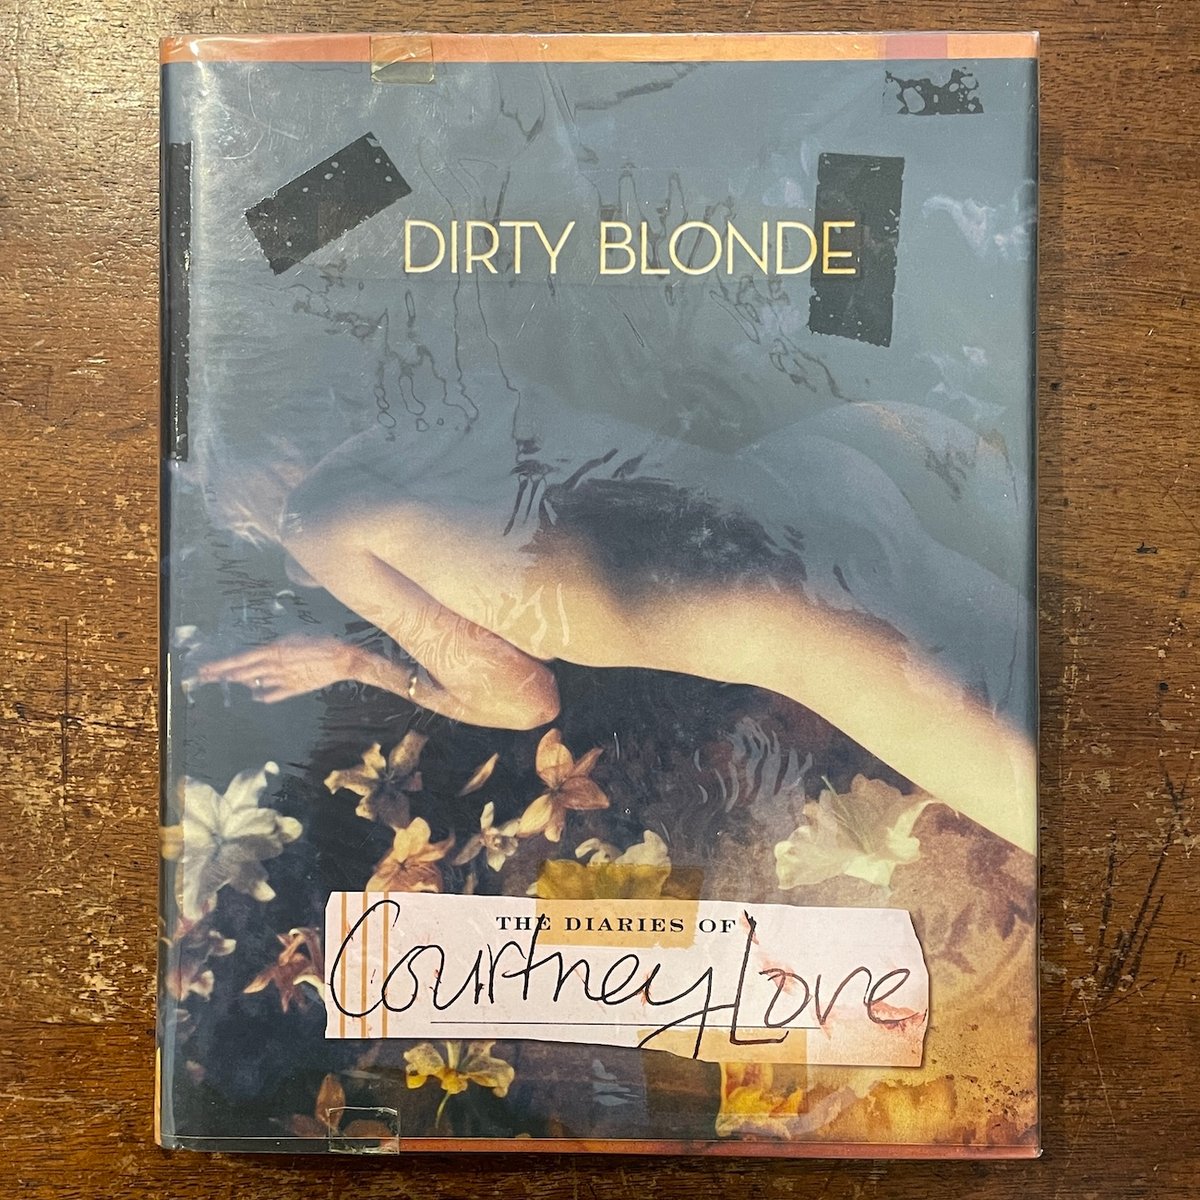 DIRTY BLONDE
THE DIARIES OF
Courtney Love